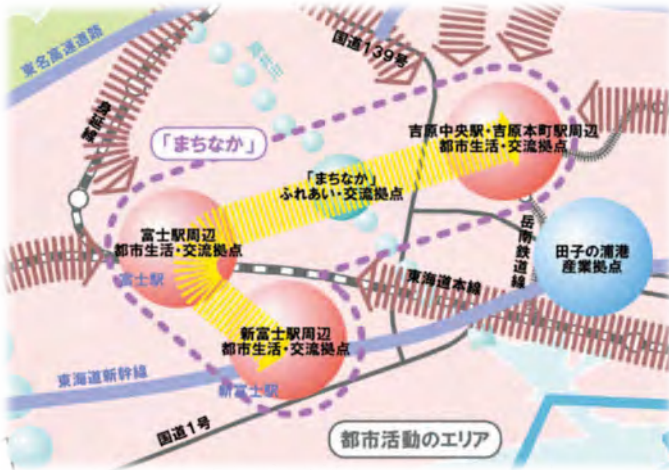 東名高速道路
国道139号
身延線
「まちなか」
吉原中央駅・吉原本町駅周辺
都市生活・交流拠点
「まちなか」
ふれあい・交流拠点
富士駅周辺
都市生活・交流拠点
富士駅
岳南鉄道線
田子の浦港
産業拠点
東海道本線
新富士駅周辺
都市生活・交流拠点
東海道新幹線
新富士駅
国道1号
都市活動のエリア